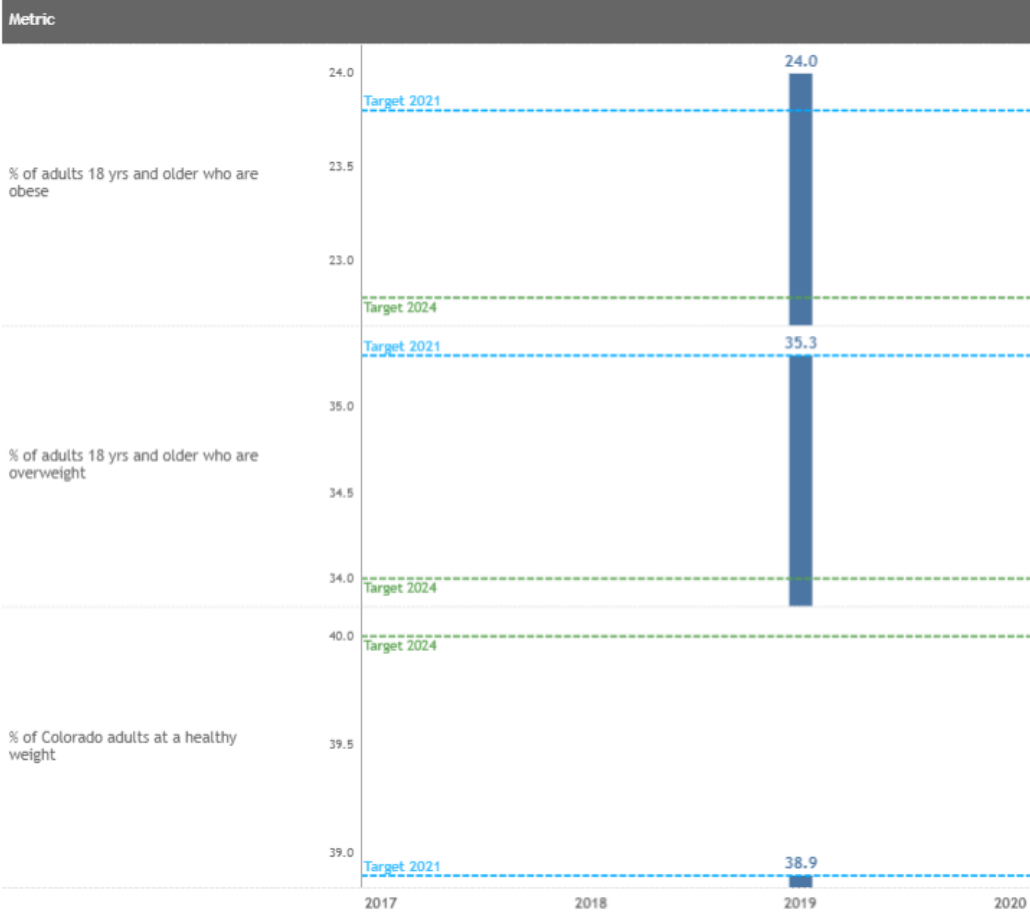 Metric
24.0
24.0
Target 2021
% of adults 18 yrs and older who are
obese
23.5
23.0
Target 2024
Target 2021
35.3
35.0
% of adults 18 yrs and older who are
overweight
34.5
34.0
Target 2024
40.0
Target 2024
% of Colorado adults at a healthy
weight
39.5
39.0
Target 2021
38.9
2017 2018 2019 2020